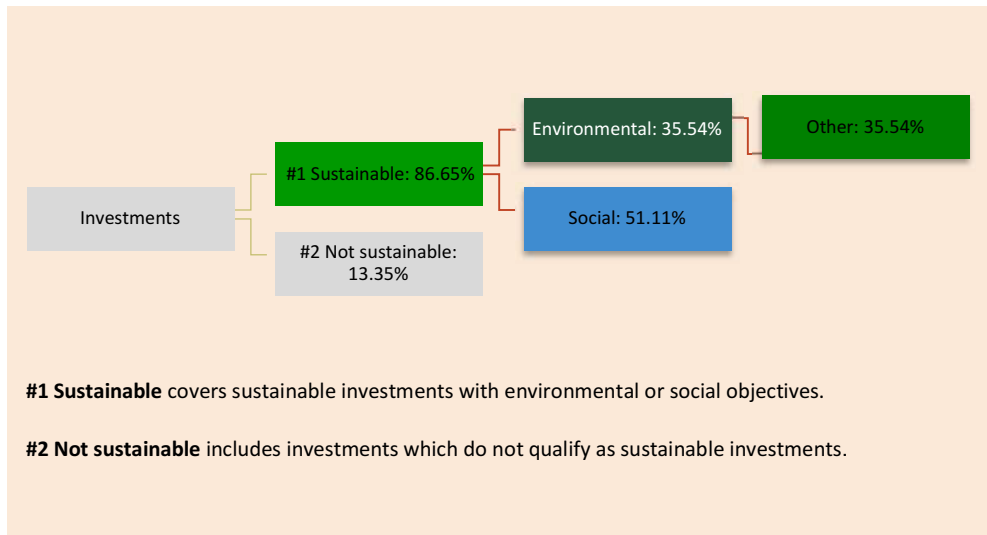 Investments
#1 Sustainable: 86.65%
#2 Not sustainable:
13.35%
Environmental: 35.54%
Social: 51.11%
Other: 35.54%
#1 Sustainable covers sustainable investments with environmental or social objectives.
#2 Not sustainable includes investments which do not qualify as sustainable investments.